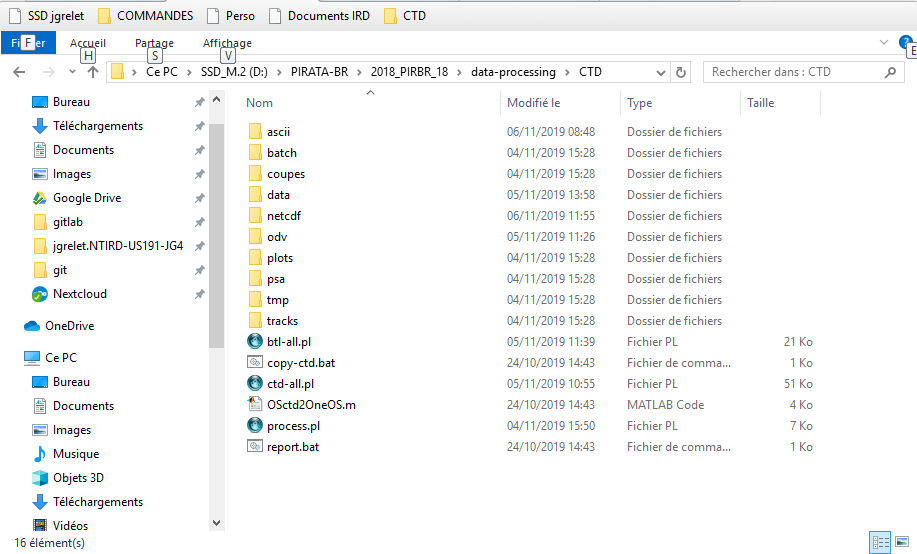 SSD jgrelet COMMANDES Perso Documents IRD CTD
F Accueil Partage Affichage
H S V E
Ce PC SSD_M.2 (D:) PIRATA-BR 2018_PIRBR_18 data-processing CTD Rechercher dans : CTD
Bureau
Téléchargements
Documents
Images
Google Drive
gitlab
jgrelet.NTIRD-US191-JG4
git
Nextcloud
OneDrive
Ce PC
Bureau
Documents
Images
Musique
Objets 3D
Téléchargements
Vidéos
Nom Modifié le Type Taille
ascii 06/11/2019 08:48 Dossier de fichiers
batch 04/11/2019 15:28 Dossier de fichiers
coupes 04/11/2019 15:28 Dossier de fichiers
data 05/11/2019 13:58 Dossier de fichiers
netcdf 06/11/2019 11:55 Dossier de fichiers
odv 05/11/2019 11:26 Dossier de fichiers
plots 04/11/2019 15:28 Dossier de fichiers
psa 04/11/2019 15:28 Dossier de fichiers
tmp 04/11/2019 15:28 Dossier de fichiers
tracks 04/11/2019 15:28 Dossier de fichiers
btl-all.pl 05/11/2019 11:39 Fichier PL 21 Ko
copy-ctd.bat 24/10/2019 14:43 Fichier de comma... 1 Ko
ctd-all.pl 05/11/2019 10:55 Fichier PL 51 Ko
OSctd2OneOS.m 24/10/2019 14:43 MATLAB Code 4 Ko
process.pl 04/11/2019 15:50 Fichier PL 7 Ko
report.bat 24/10/2019 14:43 Fichier de comma... 1 Ko
16 élément(s)